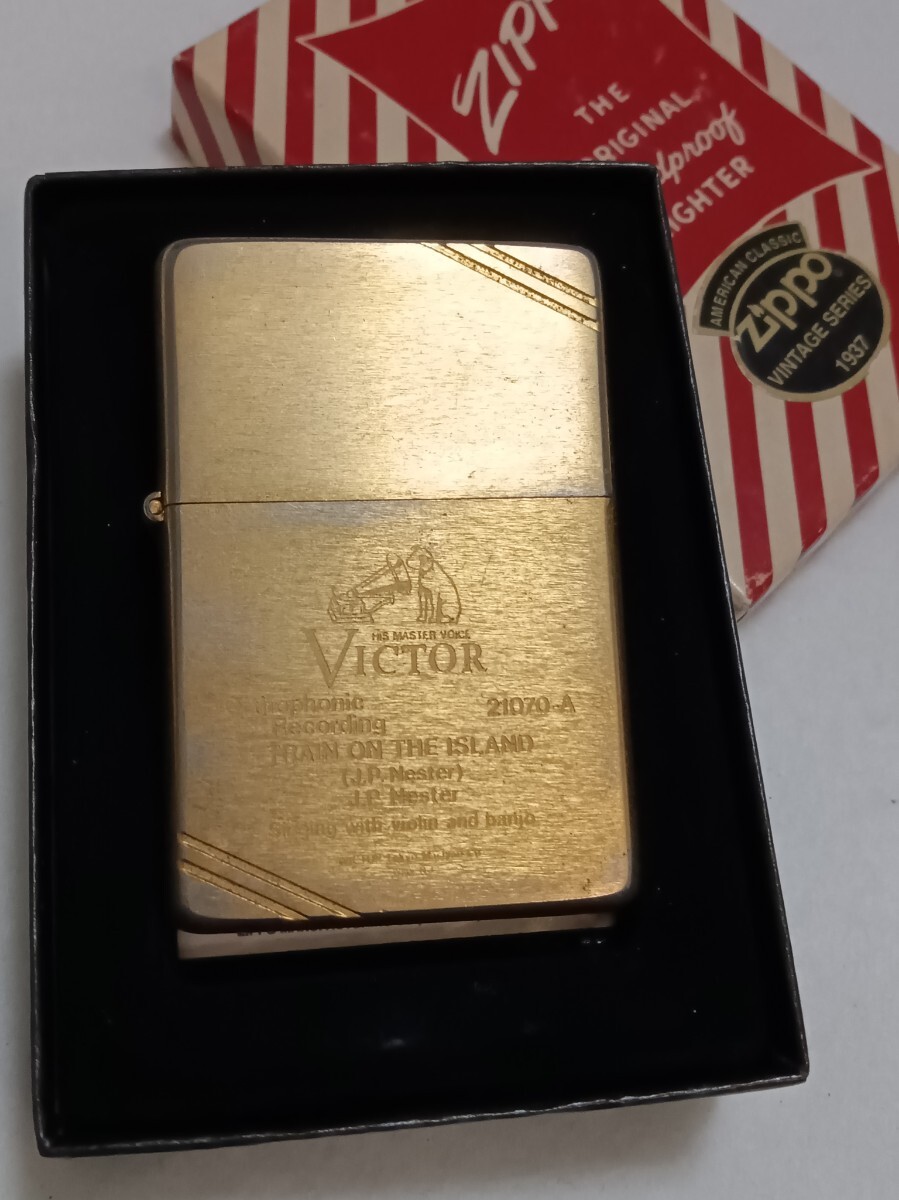 THE
LIGHTER
AMERICAN CLASSIC
Zippo
VINTAGE SERIES
1937
HIS MASTER VOICE
VICTOR
21070-A
Recording
TRAIN ON THE ISLAND
(J.P. Nester)
J.P. Nester
Singing with violin and banjo